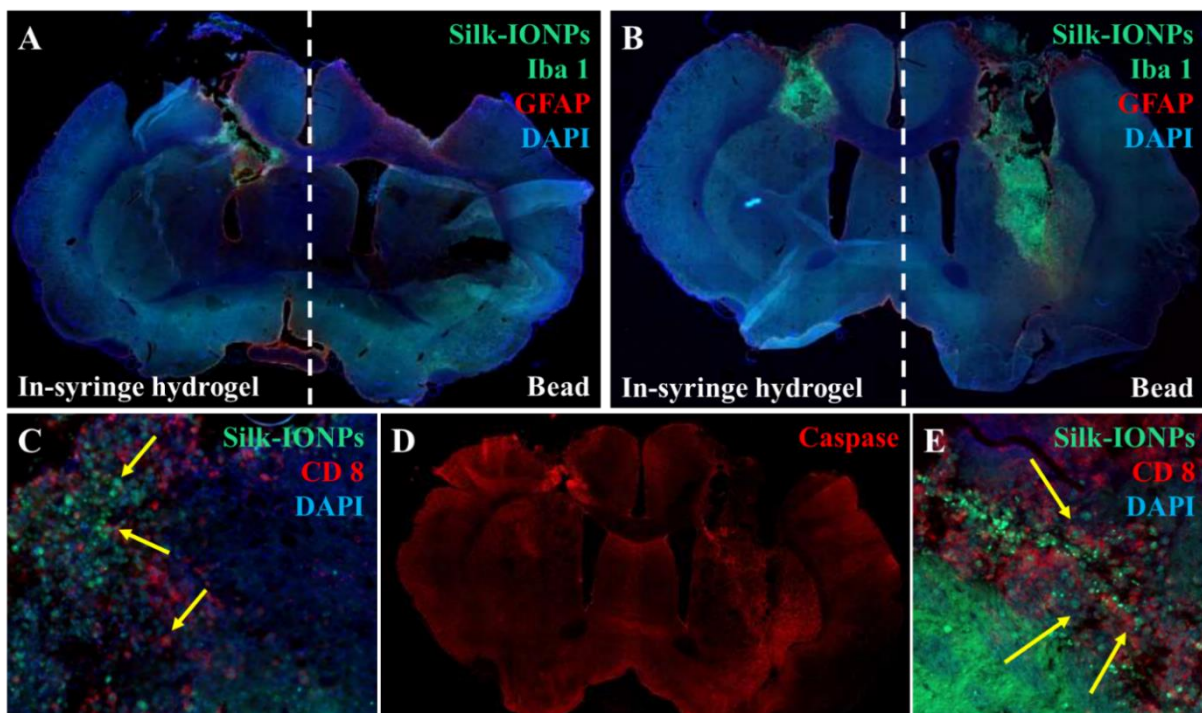 A
Silk-IONPs
Iba 1
GFAP
DAPI
In-syringe hydrogel
Bead
B
Silk-IONPs
Iba 1
GFAP
DAPI
In-syringe hydrogel
Bead
C
Silk-IONPs
CD 8
DAPI
D
Caspase
E
Silk-IONPs
CD 8
DAPI